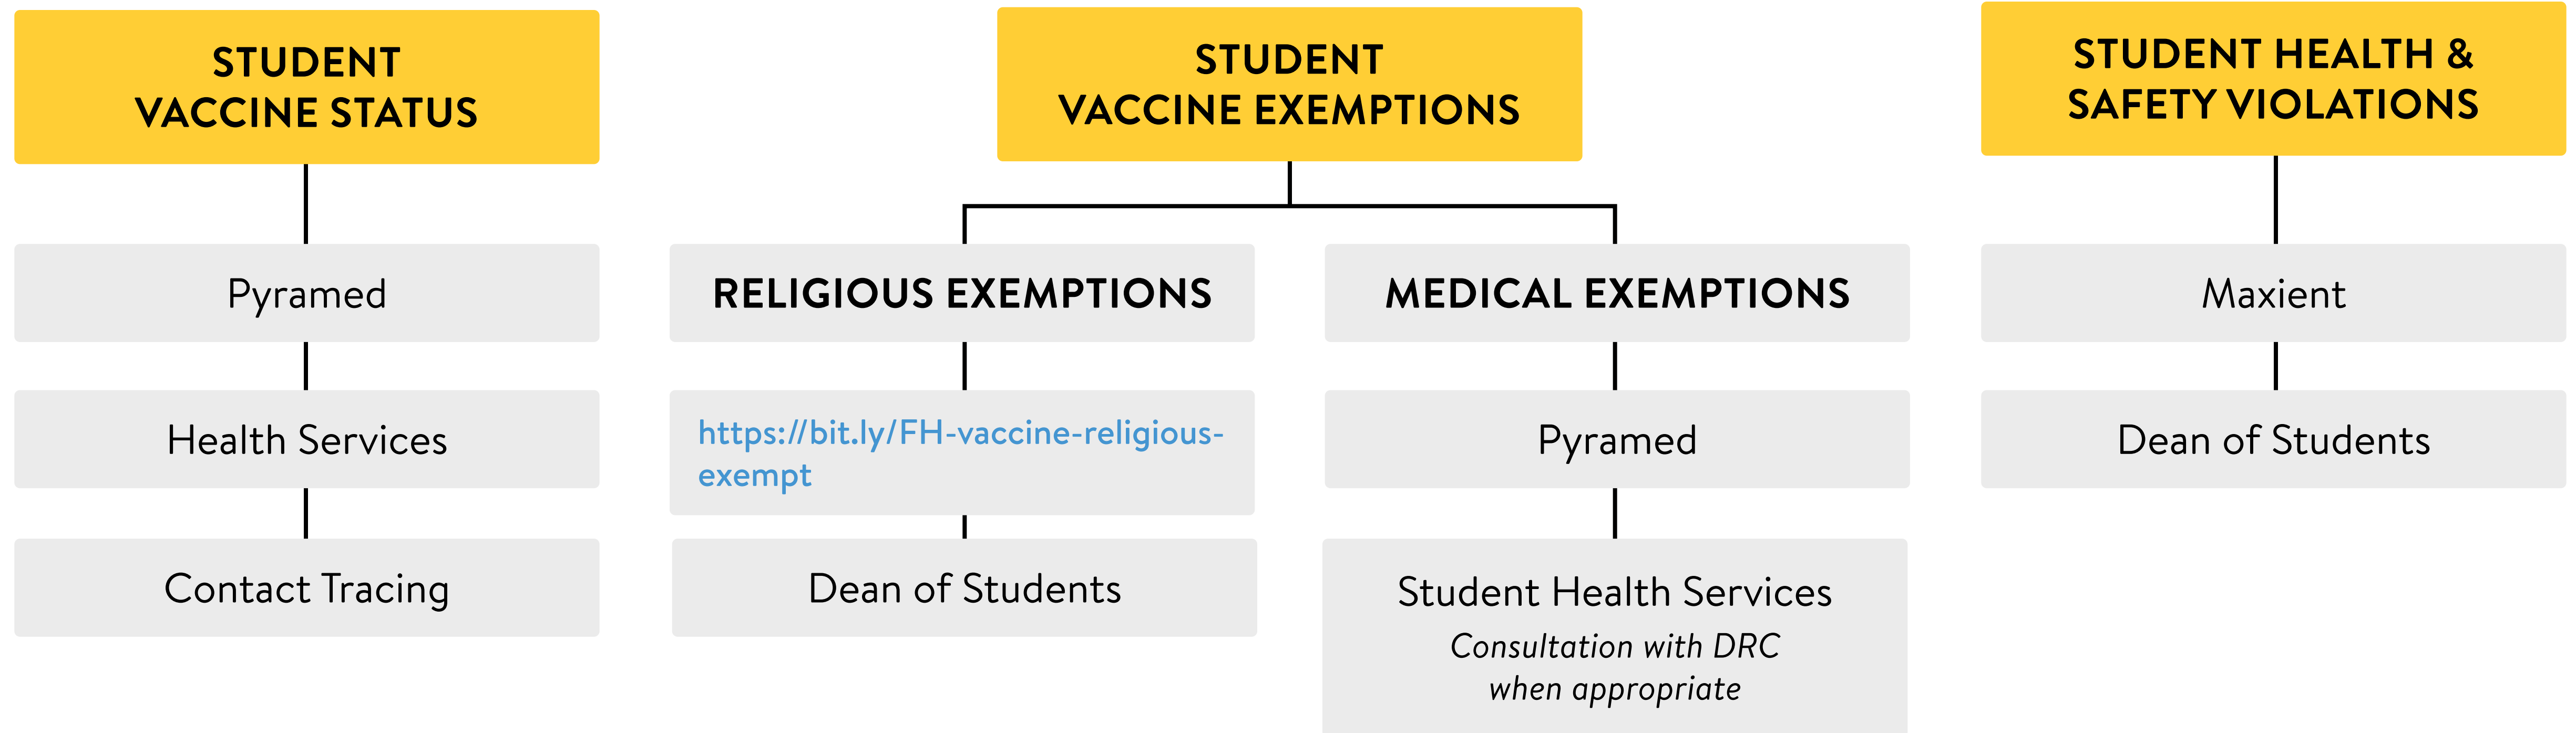 STUDENT
VACCINE STATUS
Pyramed
Health Services
Contact Tracing
STUDENT
VACCINE EXEMPTIONS
RELIGIOUS EXEMPTIONS
https://bit.ly/FH-vaccine-religious-
exempt
Dean of Students
MEDICAL EXEMPTIONS
Pyramed
Student Health Services
Consultation with DRC
when appropriate
STUDENT HEALTH &
SAFETY VIOLATIONS
Maxient
Dean of Students